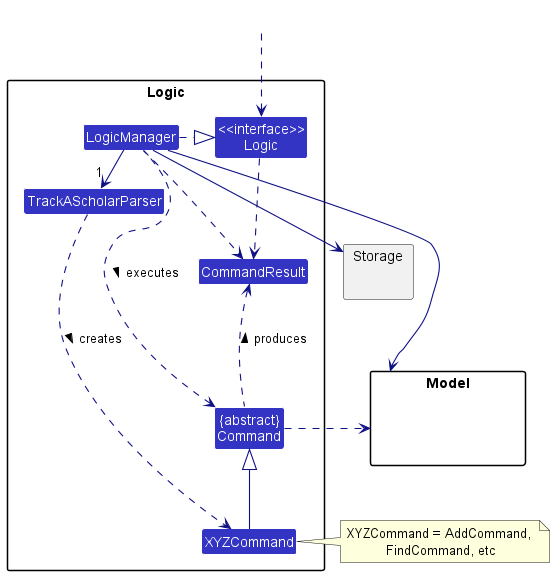 Logic
LogicManager
<<interface>>
Logic
1
TrackAScholarParser
CommandResult
Storage
executes
creates
produces
Model
{abstract}
Command
XYZCommand
XYZCommand = AddCommand,
FindCommand, etc